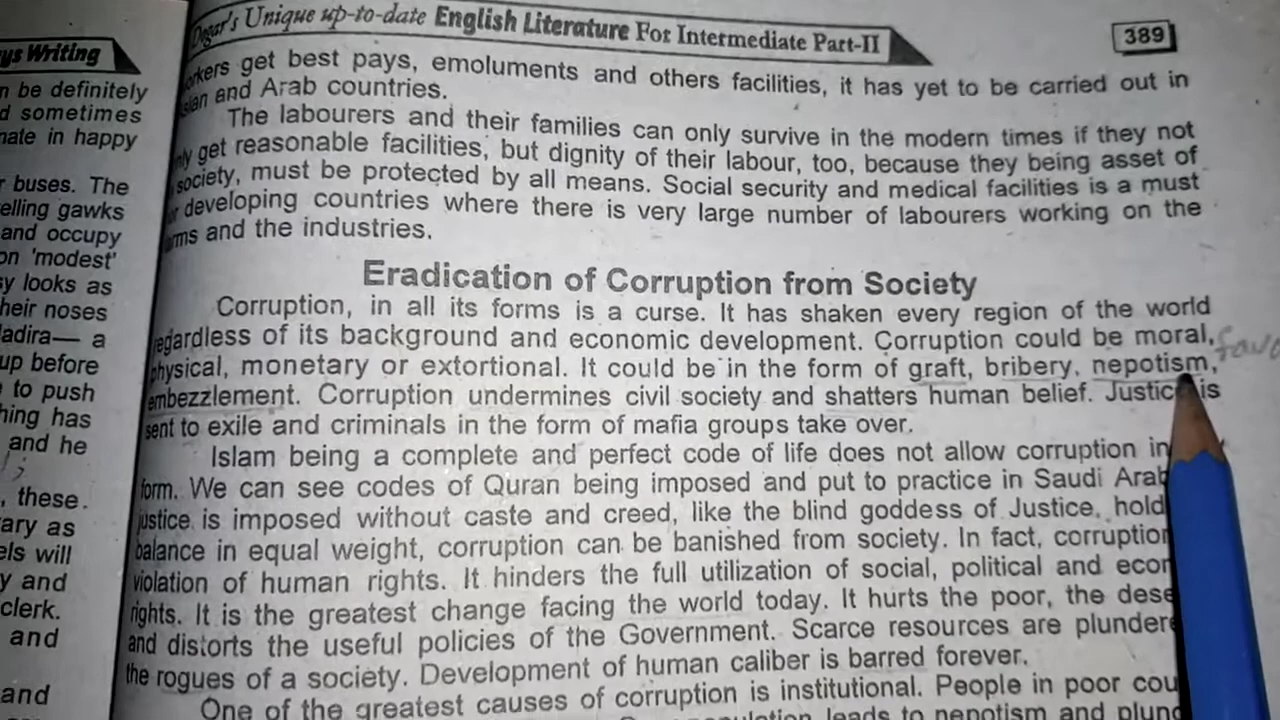 ys Writing
n be definitely
d sometimes
nate in happy
r buses. The
elling gawks
and occupy
on 'modest'
sy looks as
heir noses
adira— a
up before
to push
hing has
and he
, these.
ary as
els will
y and
clerk.
and
and
Dogar's Unique up-to-date English Literature For Intermediate Part-II
389
orkers get best pays, emoluments and others facilities, it has yet to be carried out in
sian and Arab countries.
The labourers and their families can only survive in the modern times if they not
nly get reasonable facilities, but dignity of their labour, too, because they being asset of
society, must be protected by all means. Social security and medical facilities is a must
r developing countries where there is very large number of labourers working on the
rms and the industries.
Eradication of Corruption from Society
Corruption, in all its forms is a curse. It has shaken every region of the world
regardless of its background and economic development. Corruption could be moral,
physical, monetary or extortional. It could be in the form of graft, bribery, nepotism,
embezzlement. Corruption undermines civil society and shatters human belief. Justice is
sent to exile and criminals in the form of mafia groups take over.
Islam being a complete and perfect code of life does not allow corruption in
form. We can see codes of Quran being imposed and put to practice in Saudi Arab
justice is imposed without caste and creed, like the blind goddess of Justice, hold
balance in equal weight, corruption can be banished from society. In fact, corruption
violation of human rights. It hinders the full utilization of social, political and econ
rights. It is the greatest change facing the world today. It hurts the poor, the dese
and distorts the useful policies of the Government. Scarce resources are plundere
the rogues of a society. Development of human caliber is barred forever.
One of the greatest causes of corruption is institutional. People in poor cou
pulation leads to nepotism and plund